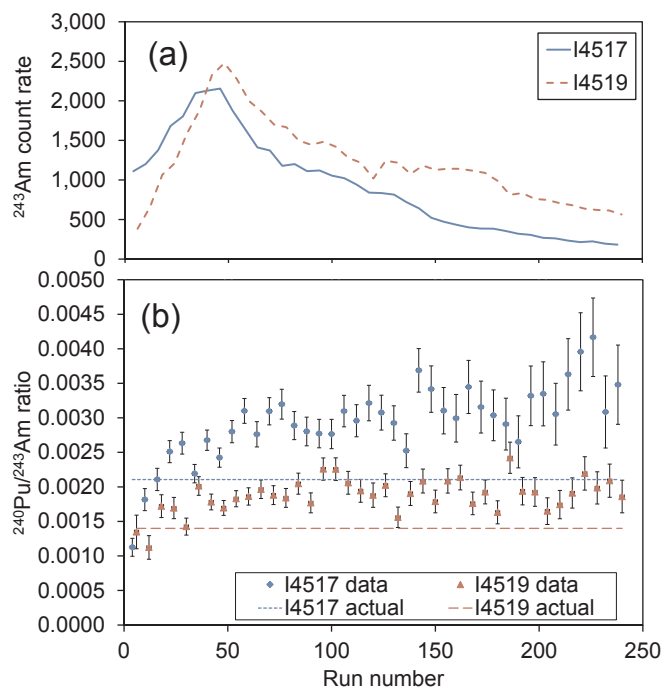 3,000
2,500
2,000
1,500
1,000
500
0
²⁴³Am count rate
(a)
I4517
I4519
0.0050
0.0045
0.0040
0.0035
0.0030
0.0025
0.0020
0.0015
0.0010
0.0005
0.0000
²⁴⁰Pu/²⁴³Am ratio
(b)
I4517 data
I4519 data
I4517 actual
I4519 actual
0
50
100
150
200
250
Run number